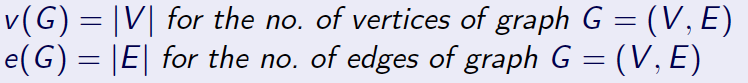 v(G) = |V| for the no. of vertices of graph G = (V, E)
e(G) = |E| for the no. of edges of graph G = (V, E)